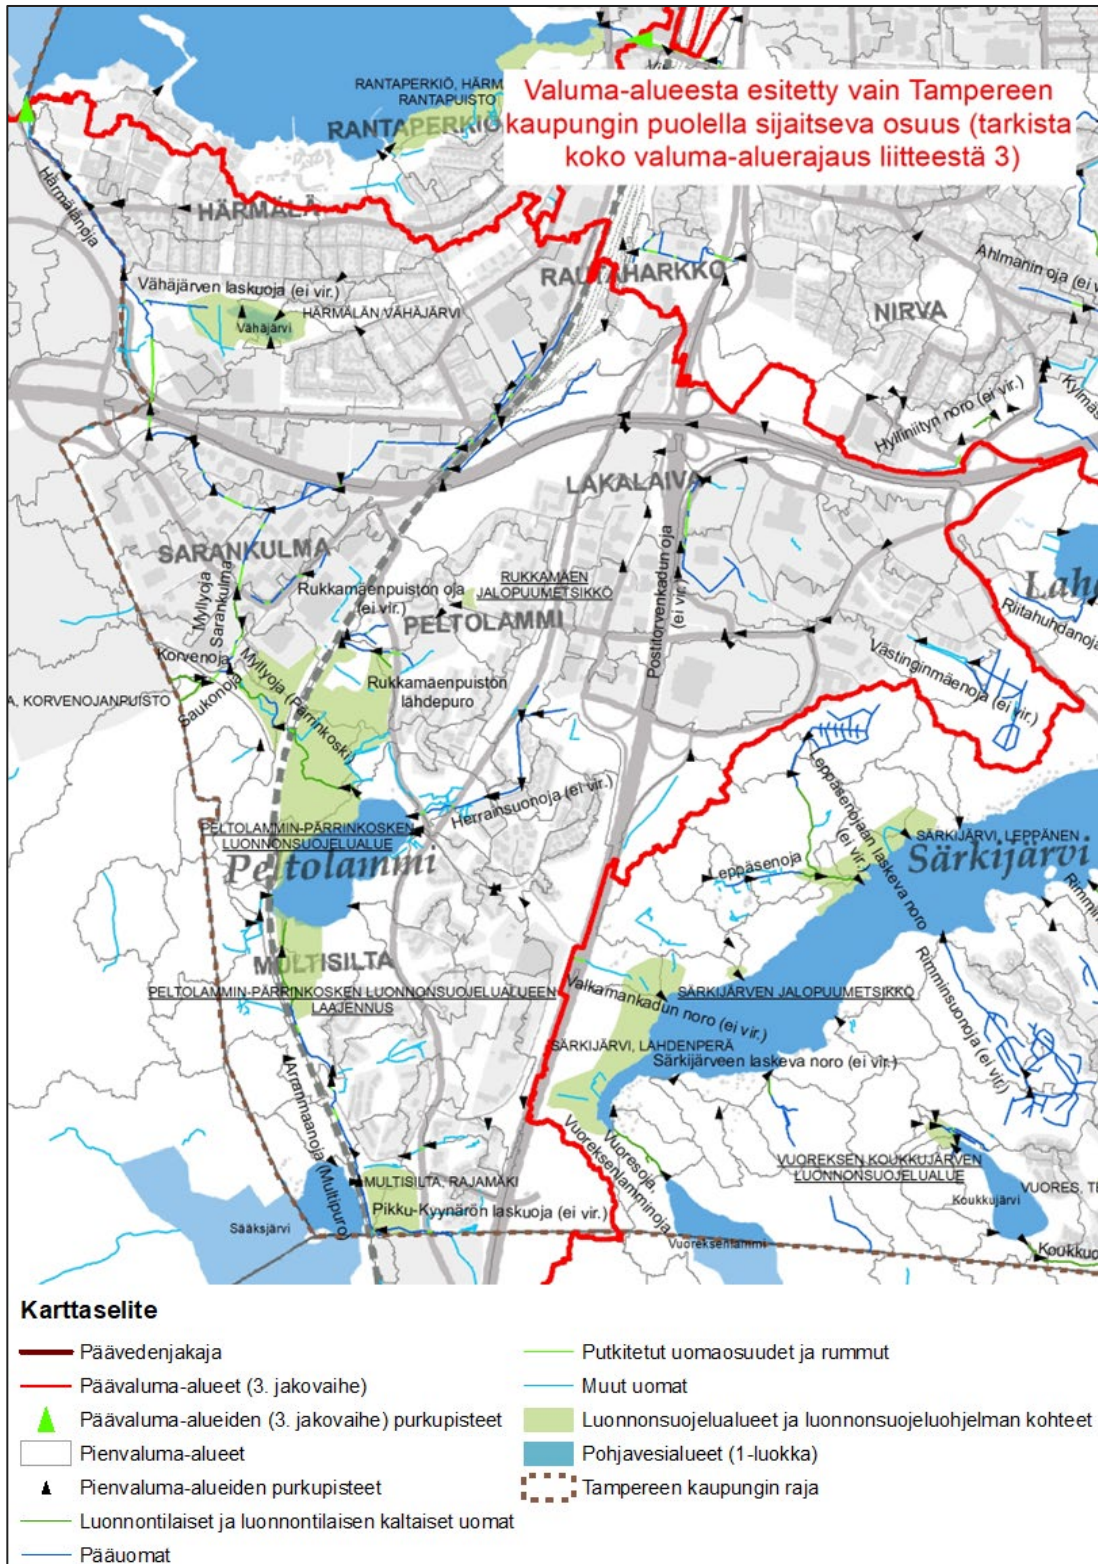 RANTAPERKIÖ, HÄRM
RANTAPUISTO
Valuma-alueesta esitetty vain Tampereen
kaupungin puolella sijaitseva osuus (tarkista
koko valuma-aluerajaus liitteestä 3)
RANTAPERKIÖ
Härmälänoja
HÄRMÄLÄ
RAUTAHARKKO
Ahlmanin oja (ei v
Vähäjärven laskuoja (ei vir.)
HÄRMÄLÄN VÄHÄJÄRVI
Vähäjärvi
NIRVA
Hylliniityn noro (ei vir.)
Kylmäs
LAKALAIVA
SARANKULMA
Myllyoja
Sarankulma
Rukkamäenpuiston oja
(ei vir.)
RUKKAMÄEN
JALOPUUMETSIKKÖ
PELTOLAMMI
Postitorvenkadun oja
(ei vir.)
Lah
Riitahuhdanoja
Västinginmäenoja
(ei vir.)
Korvenoja
Saukonoja
A, KORVENOJANPUISTO
Myllyoja (Pärrinkoski)
Rukkamäenpuiston
lähdepuro
Herrainsuonoja (ei vir.)
Leppäsenojaan laskeva noro
(ei vir.)
PELTOLAMMIN-PÄRRINKOSKEN
LUONNONSUOJELUALUE
Peltolammi
SÄRKIJÄRVI, LEPPÄNEN
Särkijärvi
Leppäsenoja
Rimmin
MULTISILTA
PELTOLAMMIN-PÄRRINKOSKEN LUONNONSUOJELUALUEEN
LAAJENNUS
Valkamankadun noro (ei vir.)
SÄRKIJÄRVEN JALOPUUMETSIKKÖ
Rimminsuonoja (ei vir.)
SÄRKIJÄRVI, LAHDENPERÄ
Särkijärveen laskeva noro (ei vir.)
Arranmaanoja (Multipuro)
Vuoresoja,
Vuoreksenlamminoja
VUOREKSEN KOUKKUJÄRVEN
LUONNONSUOJELUALUE
MULTISILTA, RAJAMÄKI
Pikku-Kyynärön laskuoja (ei vir.)
Koukkujärvi
VUORES, T
Sääksjärvi
Vuoreksenlammi
Koukkuo
Karttaselite
Päävedenjakaja
Päävaluma-alueet (3. jakovaihe)
Päävaluma-alueiden (3. jakovaihe) purkupisteet
Pienvaluma-alueet
Pienvaluma-alueiden purkupisteet
Luonnontilaiset ja luonnontilaisen kaltaiset uomat
Pääuomat
Putkitetut uomaosuudet ja rummut
Muut uomat
Luonnonsuojelualueet ja luonnonsuojeluohjelman kohteet
Pohjavesialueet (1-luokka)
Tampereen kaupungin raja